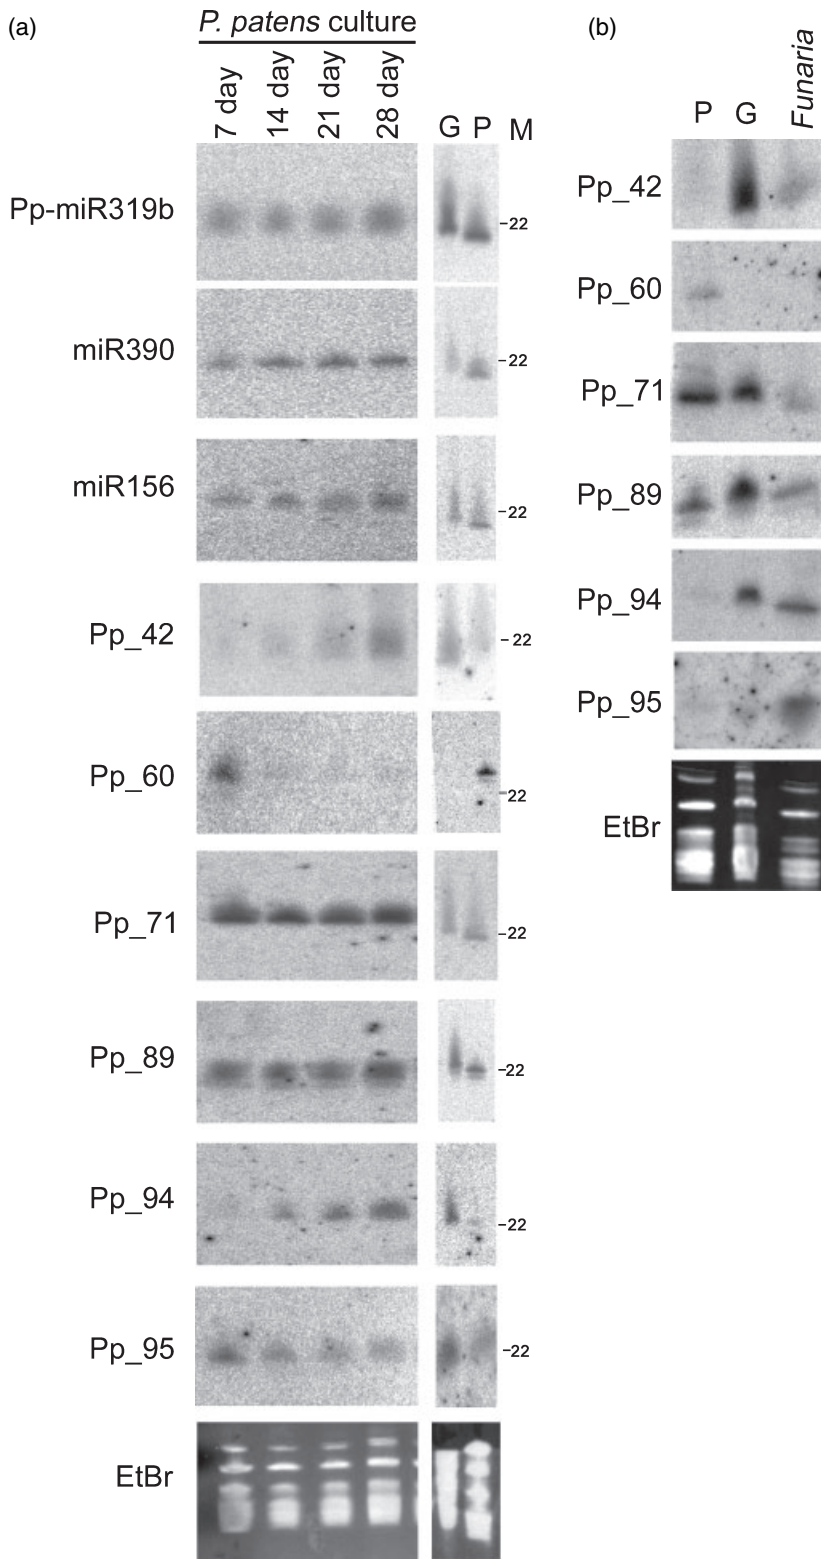 (a)
P. patens culture
7 day 14 day 21 day 28 day G P M
Pp-miR319b -22
miR390 -22
miR156 -22
Pp_42 -22
Pp_60 -22
Pp_71 -22
Pp_89 -22
Pp_94 -22
Pp_95 -22
EtBr
(b)
P G Funaria
Pp_42
Pp_60
Pp_71
Pp_89
Pp_94
Pp_95
EtBr